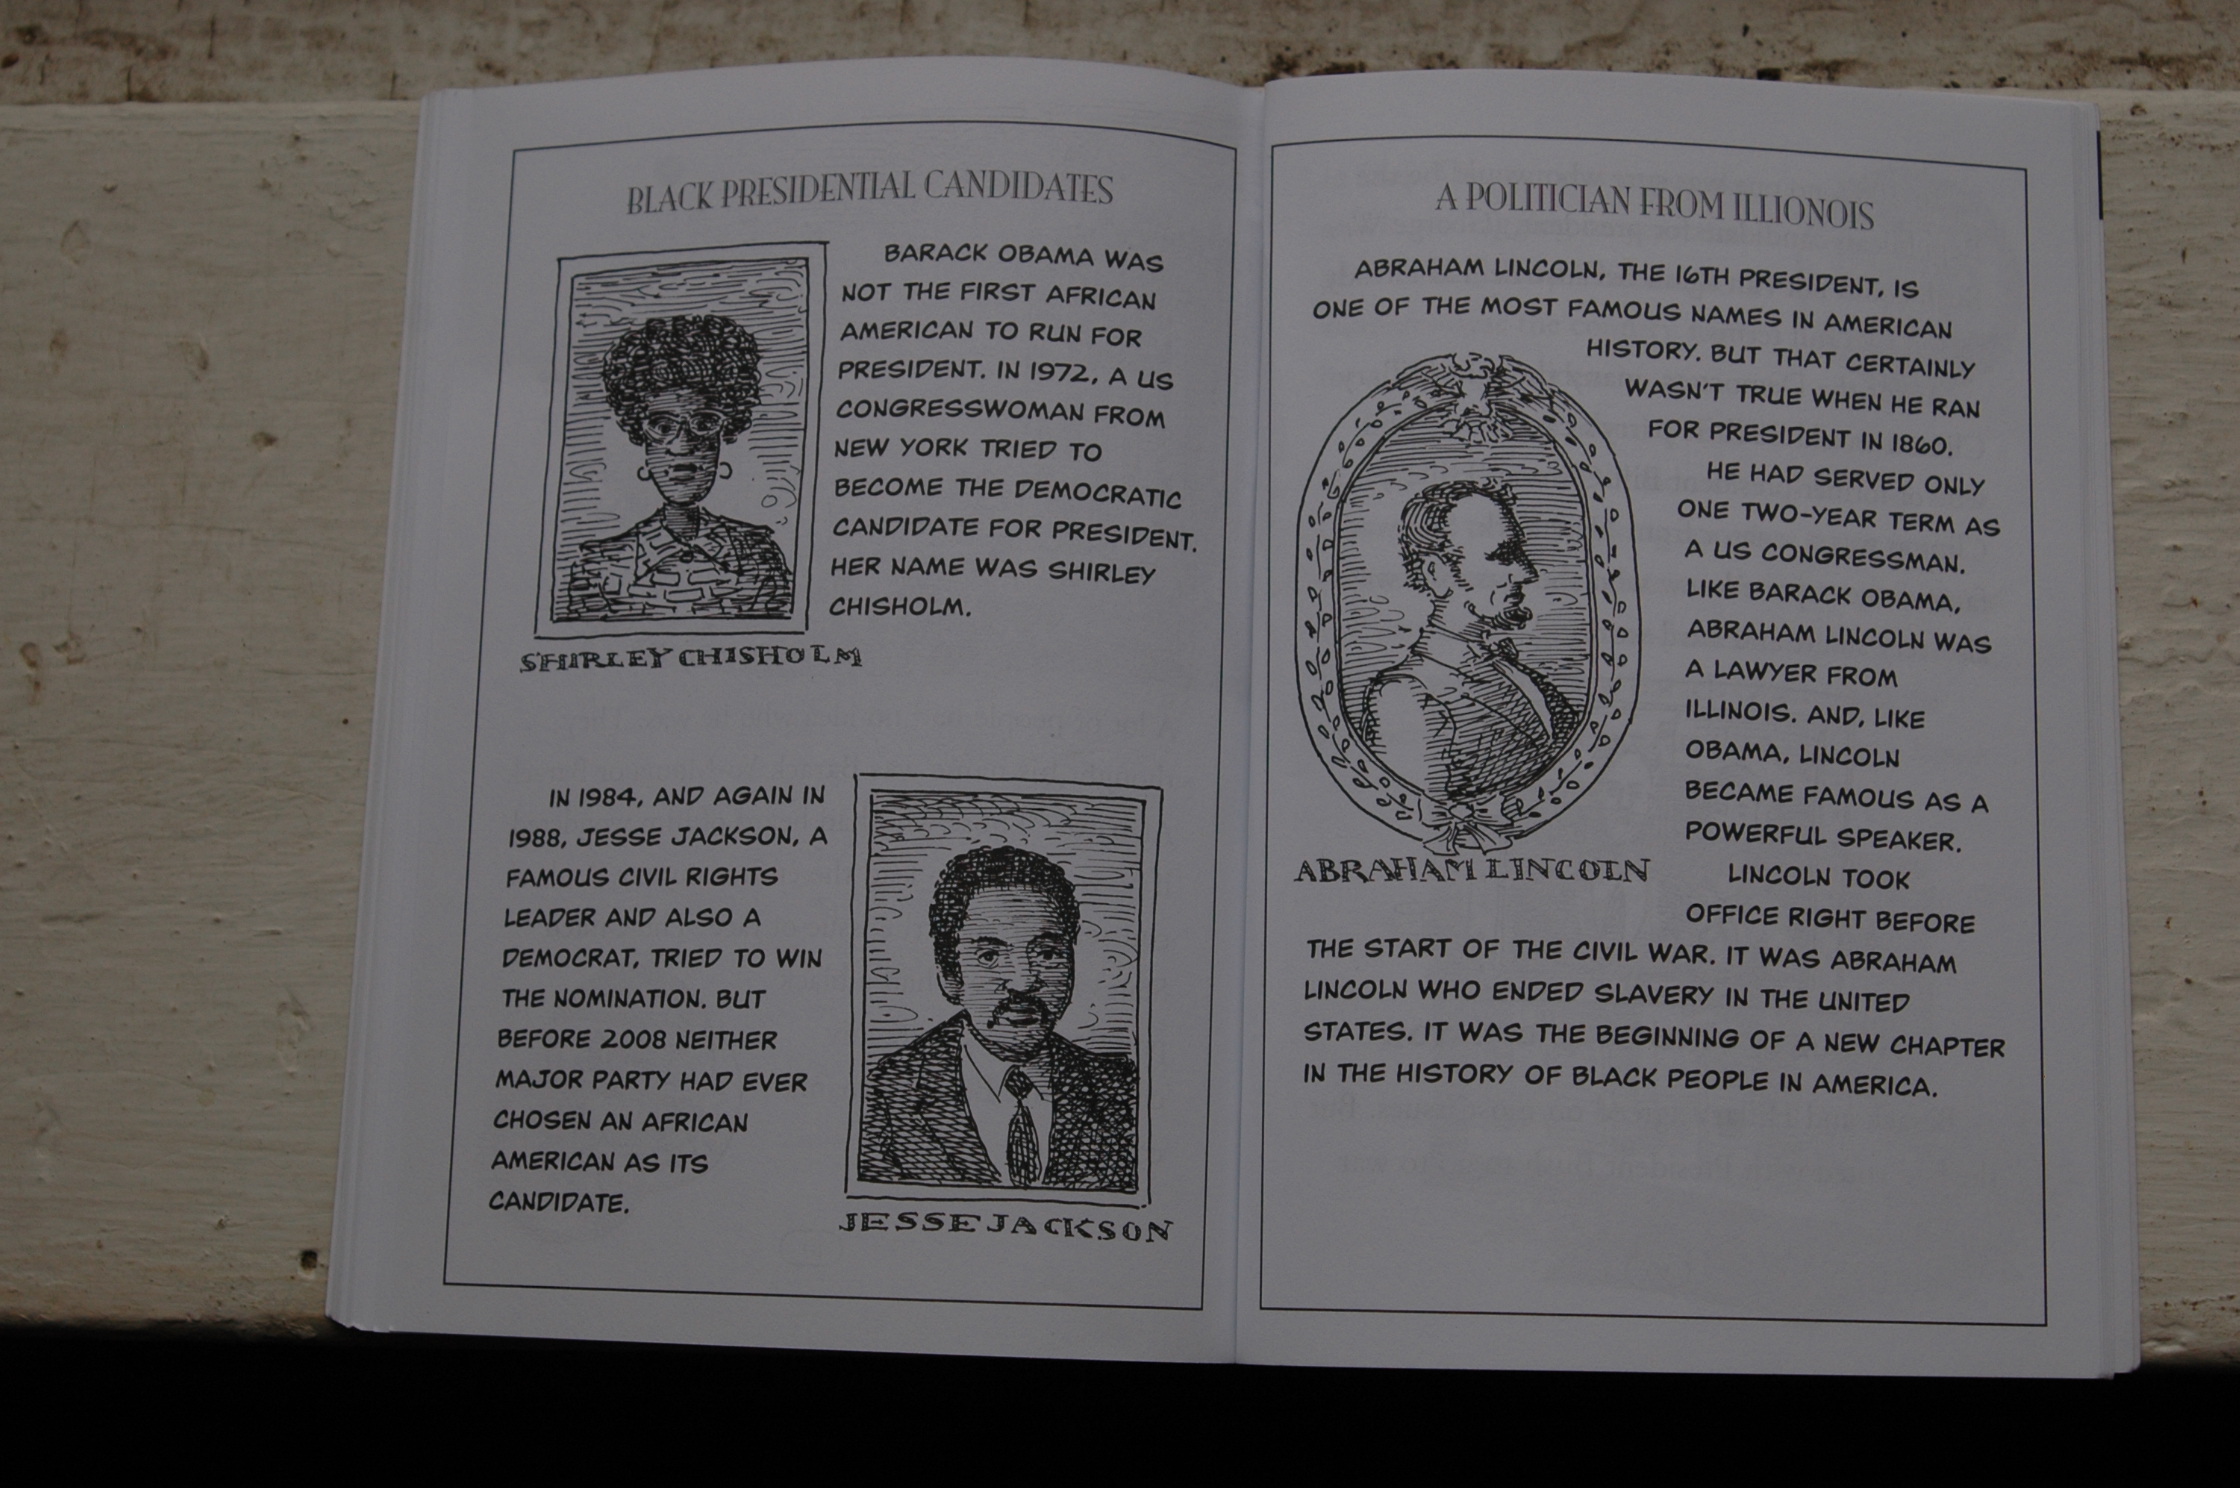 BLACK PRESIDENTIAL CANDIDATES
BARACK OBAMA WAS
NOT THE FIRST AFRICAN
AMERICAN TO RUN FOR
PRESIDENT. IN 1972, A US
CONGRESSWOMAN FROM
NEW YORK TRIED TO
BECOME THE DEMOCRATIC
CANDIDATE FOR PRESIDENT.
HER NAME WAS SHIRLEY
CHISHOLM.
SHIRLEY CHISHOLM
IN 1984, AND AGAIN IN
1988, JESSE JACKSON, A
FAMOUS CIVIL RIGHTS
LEADER AND ALSO A
DEMOCRAT, TRIED TO WIN
THE NOMINATION. BUT
BEFORE 2008 NEITHER
MAJOR PARTY HAD EVER
CHOSEN AN AFRICAN
AMERICAN AS ITS
CANDIDATE.
JESSE JACKSON
A POLITICIAN FROM ILLIONOIS
ABRAHAM LINCOLN, THE 16TH PRESIDENT, IS
ONE OF THE MOST FAMOUS NAMES IN AMERICAN
HISTORY. BUT THAT CERTAINLY
WASN'T TRUE WHEN HE RAN
FOR PRESIDENT IN 1860.
HE HAD SERVED ONLY
ONE TWO-YEAR TERM AS
A US CONGRESSMAN.
LIKE BARACK OBAMA,
ABRAHAM LINCOLN WAS
A LAWYER FROM
ILLINOIS. AND, LIKE
OBAMA, LINCOLN
BECAME FAMOUS AS A
POWERFUL SPEAKER.
ABRAHAM LINCOLN
LINCOLN TOOK
OFFICE RIGHT BEFORE
THE START OF THE CIVIL WAR. IT WAS ABRAHAM
LINCOLN WHO ENDED SLAVERY IN THE UNITED
STATES. IT WAS THE BEGINNING OF A NEW CHAPTER
IN THE HISTORY OF BLACK PEOPLE IN AMERICA.